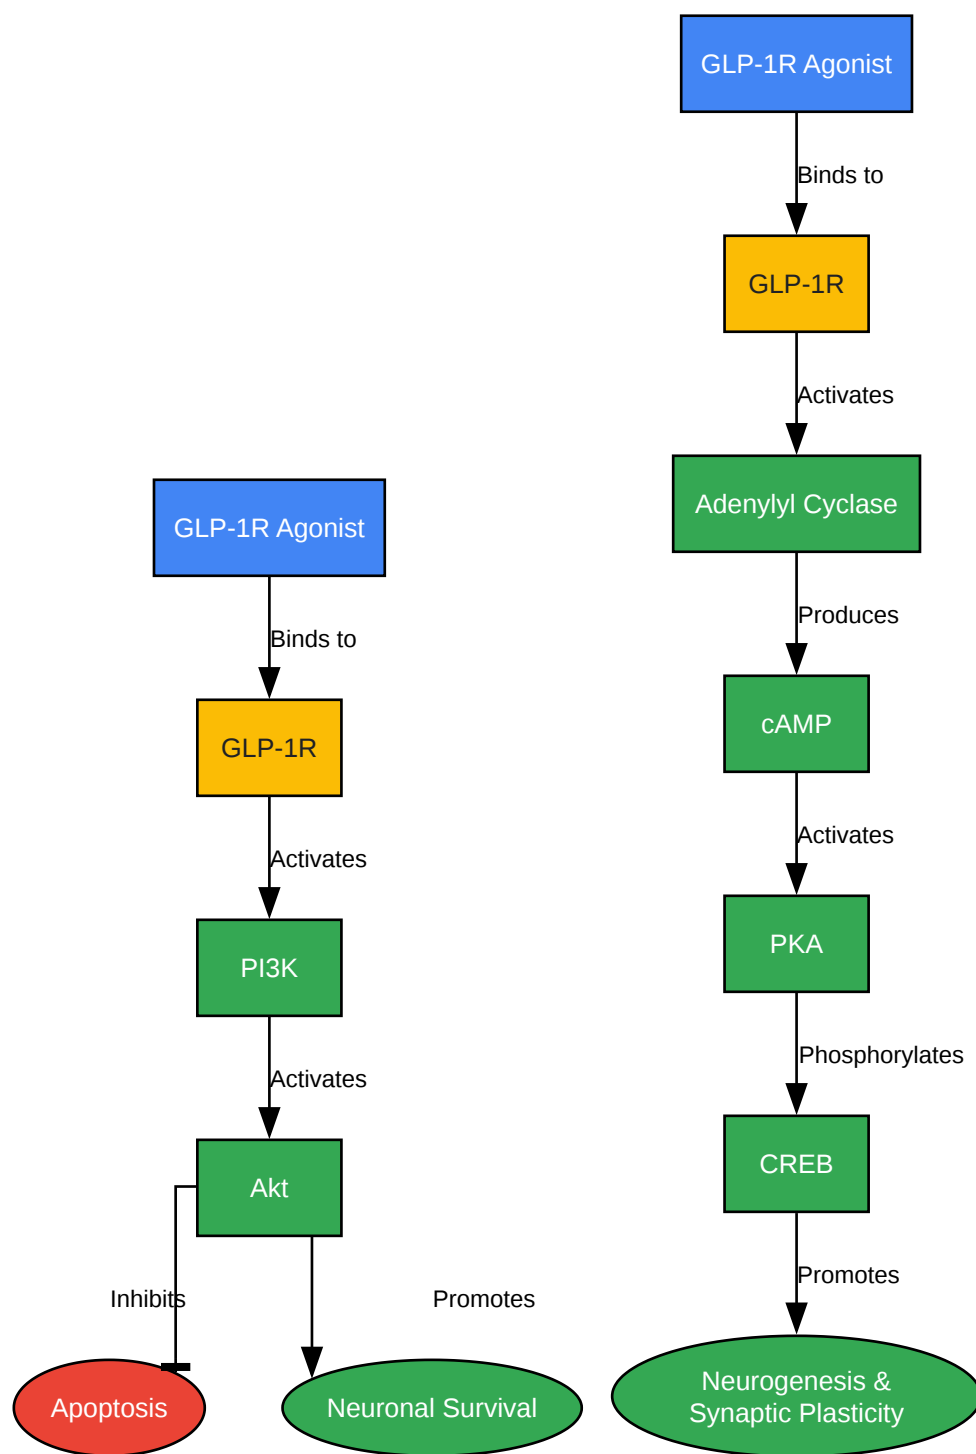 GLP-1R Agonist
Binds to
GLP-1R
Activates
PI3K
Activates
Akt
Inhibits
Promotes
Apoptosis
Neuronal Survival
GLP-1R Agonist
Binds to
GLP-1R
Activates
Adenylyl Cyclase
Produces
cAMP
Activates
PKA
Phosphorylates
CREB
Promotes
Neurogenesis &
Synaptic Plasticity